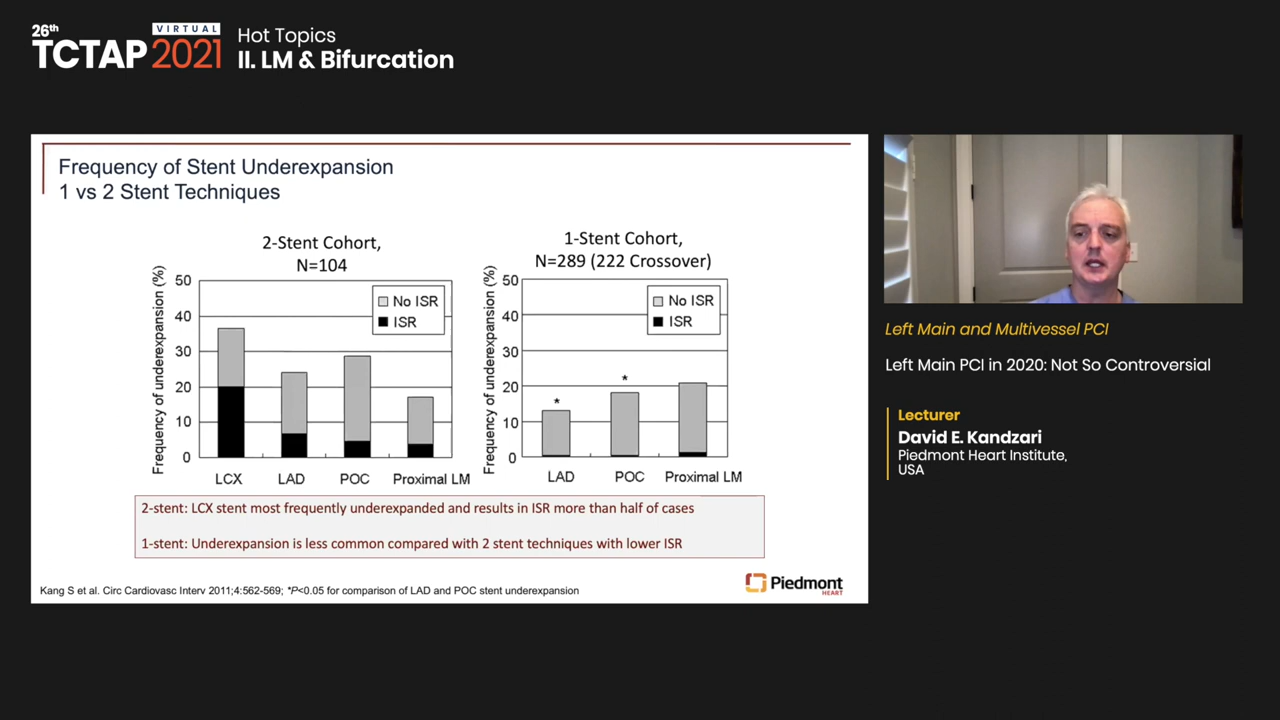 26th
VIRTUAL
TCTAP 2021
Hot Topics
II. LM & Bifurcation
Frequency of Stent Underexpansion
1 vs 2 Stent Techniques
2-Stent Cohort,
N=104
Frequency of underexpansion (%)
50
40
30
20
10
0
No ISR
ISR
LCX LAD POC Proximal LM
1-Stent Cohort,
N=289 (222 Crossover)
Frequency of underexpansion (%)
50
40
30
20
10
0
No ISR
ISR
* *
LAD POC Proximal LM
2-stent: LCX stent most frequently underexpanded and results in ISR more than half of cases
1-stent: Underexpansion is less common compared with 2 stent techniques with lower ISR
Kang S et al. Circ Cardiovasc Interv 2011;4:562-569; *P<0.05 for comparison of LAD and POC stent underexpansion
Piedmont
HEART
Left Main and Multivessel PCI
Left Main PCI in 2020: Not So Controversial
Lecturer
David E. Kandzari
Piedmont Heart Institute,
USA